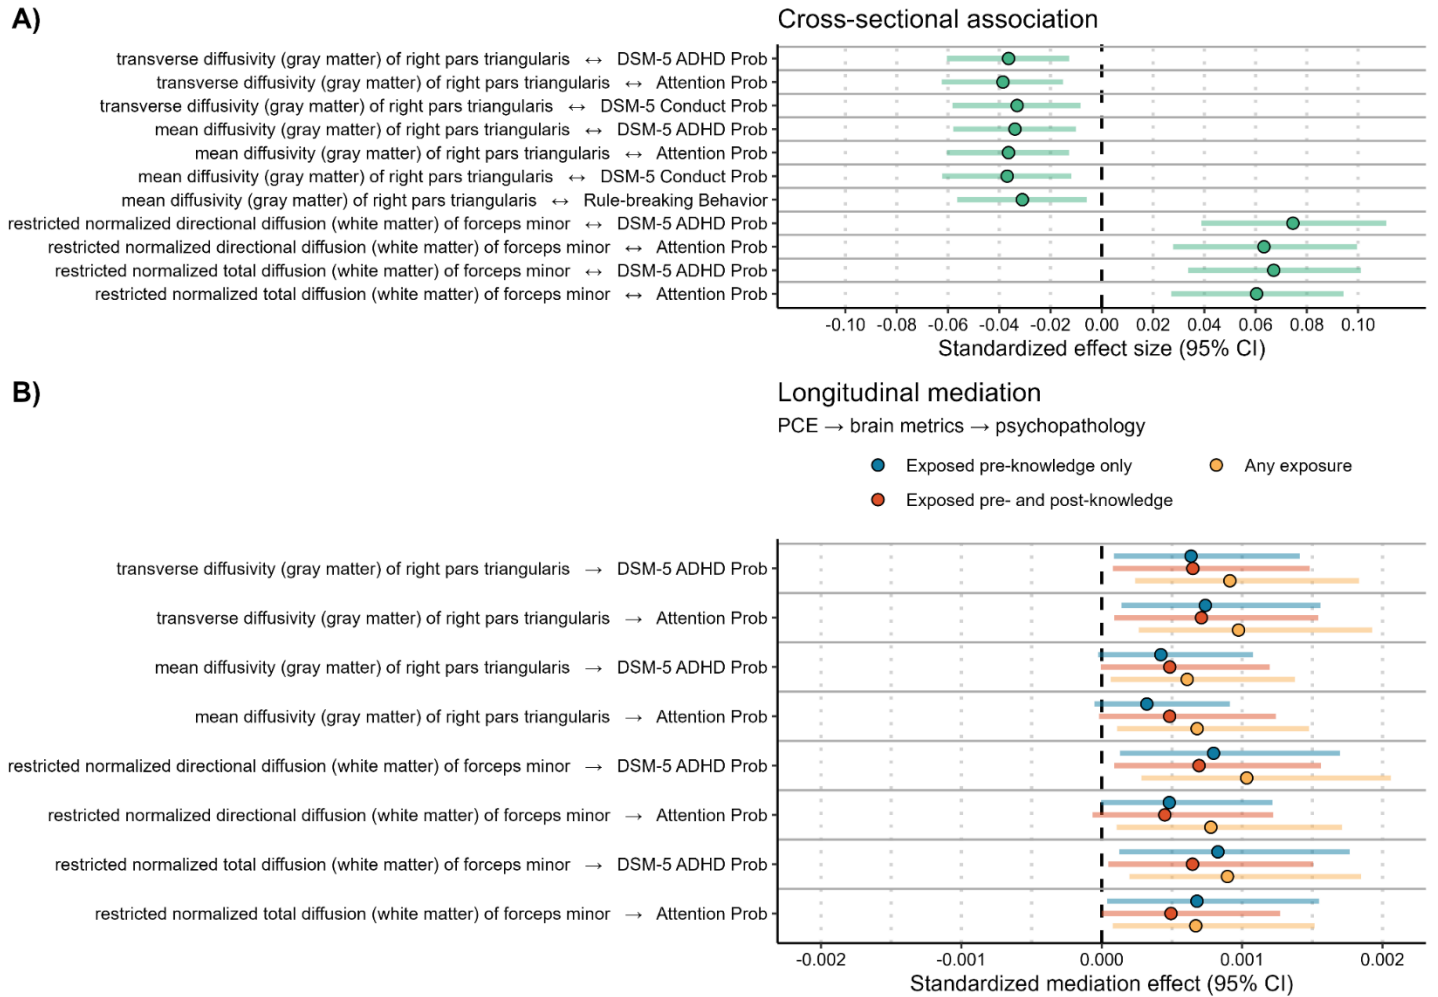 A)
Cross-sectional association
transverse diffusivity (gray matter) of right pars triangularis ↔ DSM-5 ADHD Prob
transverse diffusivity (gray matter) of right pars triangularis ↔ Attention Prob
transverse diffusivity (gray matter) of right pars triangularis ↔ DSM-5 Conduct Prob
mean diffusivity (gray matter) of right pars triangularis ↔ DSM-5 ADHD Prob
mean diffusivity (gray matter) of right pars triangularis ↔ Attention Prob
mean diffusivity (gray matter) of right pars triangularis ↔ DSM-5 Conduct Prob
mean diffusivity (gray matter) of right pars triangularis ↔ Rule-breaking Behavior
restricted normalized directional diffusion (white matter) of forceps minor ↔ DSM-5 ADHD Prob
restricted normalized directional diffusion (white matter) of forceps minor ↔ Attention Prob
restricted normalized total diffusion (white matter) of forceps minor ↔ DSM-5 ADHD Prob
restricted normalized total diffusion (white matter) of forceps minor ↔ Attention Prob
-0.10 -0.08 -0.06 -0.04 -0.02 0.00 0.02 0.04 0.06 0.08 0.10
Standardized effect size (95% CI)
B)
Longitudinal mediation
PCE → brain metrics → psychopathology
Exposed pre-knowledge only Any exposure
Exposed pre- and post-knowledge
transverse diffusivity (gray matter) of right pars triangularis → DSM-5 ADHD Prob
transverse diffusivity (gray matter) of right pars triangularis → Attention Prob
mean diffusivity (gray matter) of right pars triangularis → DSM-5 ADHD Prob
mean diffusivity (gray matter) of right pars triangularis → Attention Prob
restricted normalized directional diffusion (white matter) of forceps minor → DSM-5 ADHD Prob
restricted normalized directional diffusion (white matter) of forceps minor → Attention Prob
restricted normalized total diffusion (white matter) of forceps minor → DSM-5 ADHD Prob
restricted normalized total diffusion (white matter) of forceps minor → Attention Prob
-0.002 -0.001 0.000 0.001 0.002
Standardized mediation effect (95% CI)